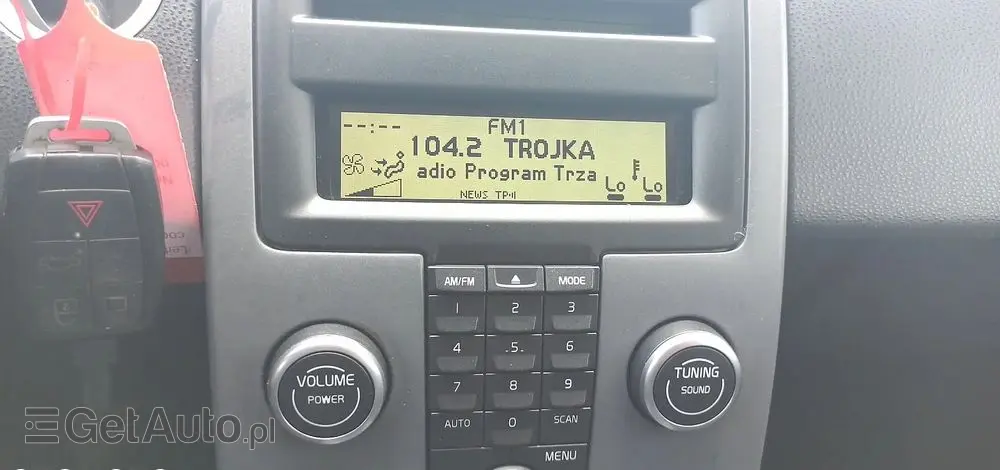 --:-- FM1
104.2 TROJKA
adio Program Trza
Lo Lo
NEWS TP
AM/FM MODE
1 2 3
VOLUME
POWER
4 .5. 6
TUNING
SOUND
7 8 9
AUTO 0 SCAN
MENU
GetAuto.pl